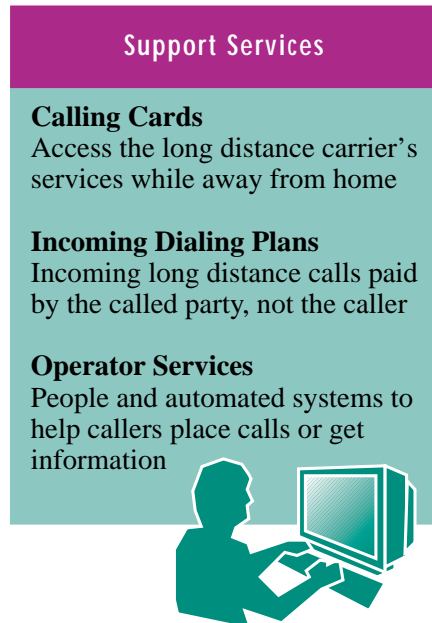 Support Services
Calling Cards
Access the long distance carrier's
services while away from home
Incoming Dialing Plans
Incoming long distance calls paid
by the called party, not the caller
Operator Services
People and automated systems to
help callers place calls or get
information